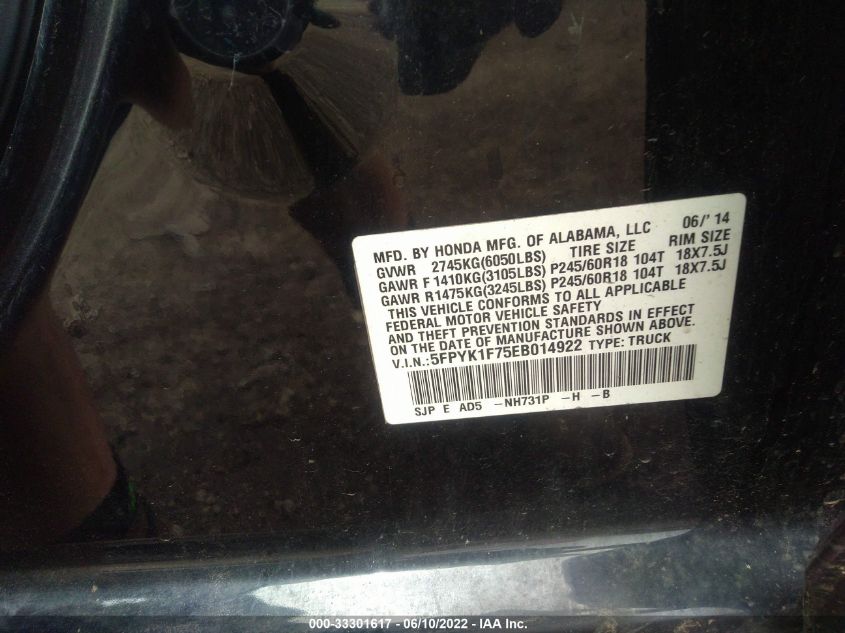 MFD. BY HONDA MFG. OF ALABAMA, LLC 06/'14
GVWR 2745KG(6050LBS) TIRE SIZE RIM SIZE
GAWR F 1410KG(3105LBS) P245/60R18 104T 18X7.5J
GAWR R1475KG(3245LBS) P245/60R18 104T 18X7.5J
THIS VEHICLE CONFORMS TO ALL APPLICABLE
FEDERAL MOTOR VEHICLE SAFETY
AND THEFT PREVENTION STANDARDS IN EFFECT
ON THE DATE OF MANUFACTURE SHOWN ABOVE.
V.I.N.:5FPYK1F75EB014922 TYPE: TRUCK
SJP E AD5 -NH731P -H -B
000-33301617 - 06/10/2022 - IAA Inc.